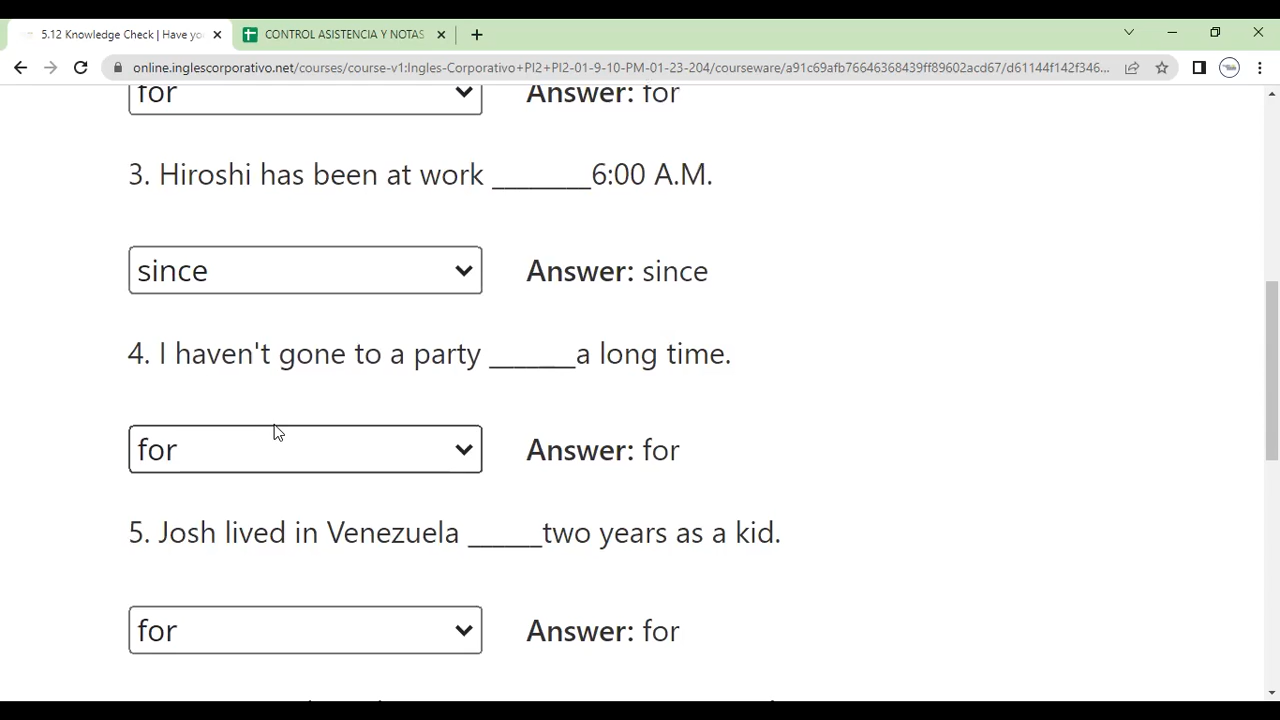 5.12 Knowledge Check | Have yo
CONTROL ASISTENCIA Y NOTAS
online.inglescorporativo.net/courses/course-v1:Ingles-Corporativo+PI2+PI2-01-9-10-PM-01-23-204/courseware/a91c69afb76646368439ff89602acd67/d61144f142f346...
for Answer: for
3. Hiroshi has been at work ________6:00 A.M.
since Answer: since
4. I haven't gone to a party _______a long time.
for Answer: for
5. Josh lived in Venezuela ______two years as a kid.
for Answer: for